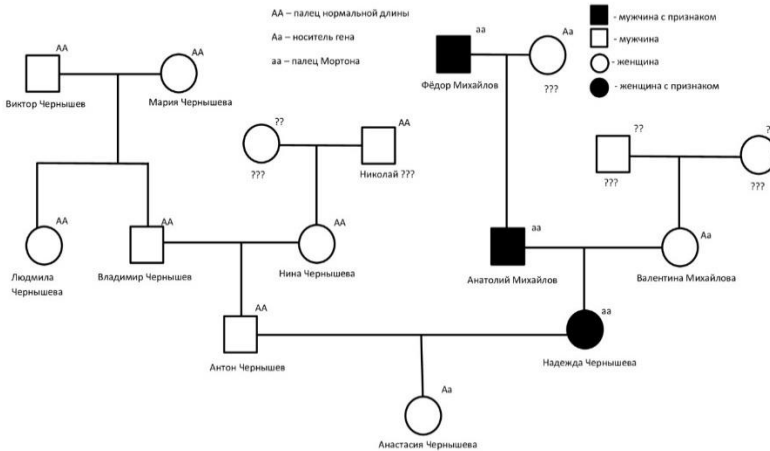 АА – палец нормальной длины
Аа – носитель гена
аа – палец Мортона
- мужчина с признаком
- мужчина
- женщина
- женщина с признаком
АА
АА
Виктор Чернышев
Мария Чернышева
аа
Аа
Фёдор Михайлов
???
??
АА
???
Николай ???
??
???
???
АА
АА
АА
Людмила
Чернышева
Владимир Чернышев
Нина Чернышева
аа
Аа
Анатолий Михайлов
Валентина Михайлова
АА
аа
Антон Чернышев
Надежда Чернышева
Аа
Анастасия Чернышева